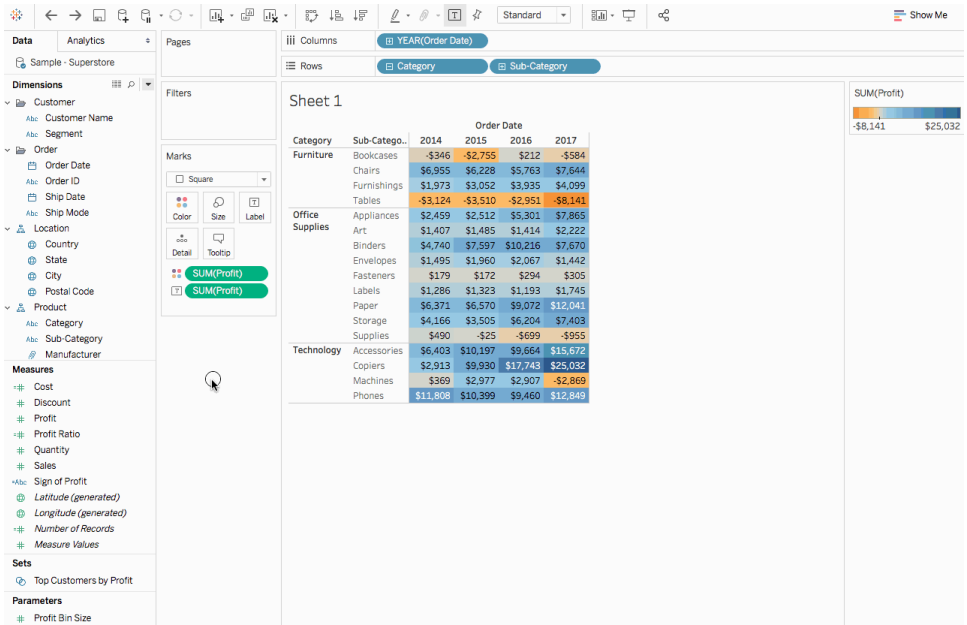 Standard
Show Me
Data
Analytics
Sample - Superstore
Dimensions
Customer
Abc Customer Name
Abc Segment
Order
Order Date
Abc Order ID
Ship Date
Abc Ship Mode
Location
Country
State
City
Postal Code
Product
Abc Category
Abc Sub-Category
Manufacturer
Measures
=# Cost
# Discount
# Profit
=# Profit Ratio
# Quantity
# Sales
=Abc Sign of Profit
Latitude (generated)
Longitude (generated)
=# Number of Records
# Measure Values
Sets
Top Customers by Profit
Parameters
# Profit Bin Size
Pages
Filters
Marks
Square
Color Size Label
Detail Tooltip
SUM(Profit)
SUM(Profit)
Columns YEAR(Order Date)
Rows Category Sub-Category
Sheet 1
Order Date
Category Sub-Catego.. 2014 2015 2016 2017
Furniture Bookcases -$346 -$2,755 $212 -$584
Chairs $6,955 $6,228 $5,763 $7,644
Furnishings $1,973 $3,052 $3,935 $4,099
Tables -$3,124 -$3,510 -$2,951 -$8,141
Office Appliances $2,459 $2,512 $5,301 $7,865
Supplies Art $1,407 $1,485 $1,414 $2,222
Binders $4,740 $7,597 $10,216 $7,670
Envelopes $1,495 $1,960 $2,067 $1,442
Fasteners $179 $172 $294 $305
Labels $1,286 $1,323 $1,193 $1,745
Paper $6,371 $6,570 $9,072 $12,041
Storage $4,166 $3,505 $6,204 $7,403
Supplies $490 -$25 -$699 -$955
Technology Accessories $6,403 $10,197 $9,664 $15,672
Copiers $2,913 $9,930 $17,743 $25,032
Machines $369 $2,977 $2,907 -$2,869
Phones $11,808 $10,399 $9,460 $12,849
SUM(Profit)
-$8,141 $25,032